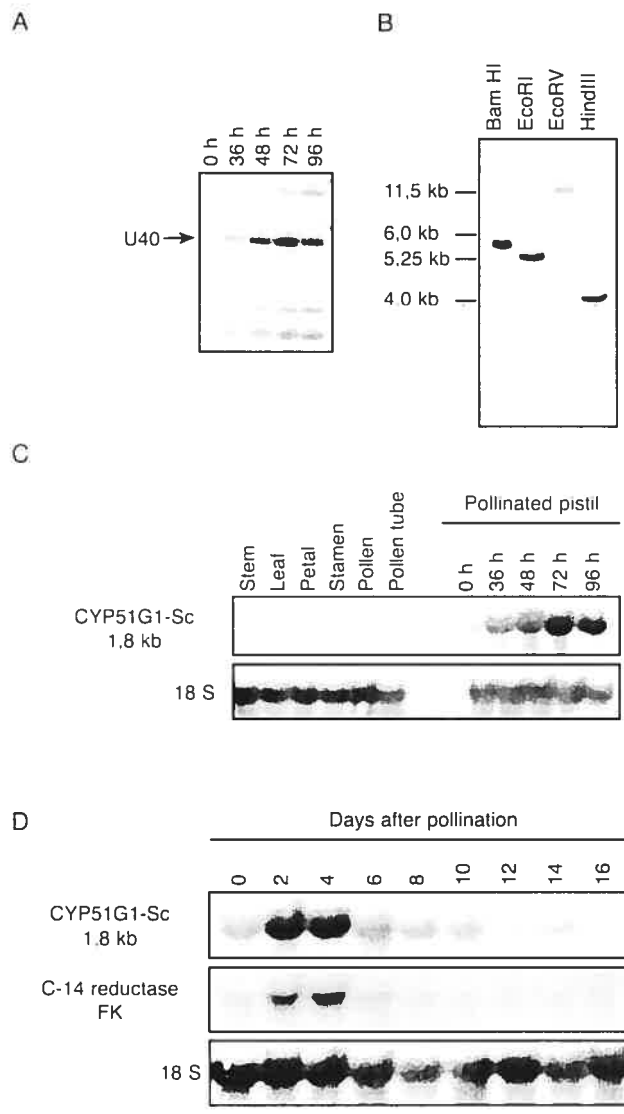 A
0 h
36 h
48 h
72 h
96 h
U40
B
Bam HI
EcoRI
EcoRV
HindIII
11,5 kb
6,0 kb
5,25 kb
4.0 kb
C
Stem
Leaf
Petal
Stamen
Pollen
Pollen tube
Pollinated pistil
0 h
36 h
48 h
72 h
96 h
CYP51G1-Sc
1,8 kb
18 S
D
Days after pollination
0
2
4
6
8
10
12
14
16
CYP51G1-Sc
1.8 kb
C-14 reductase
FK
18 S